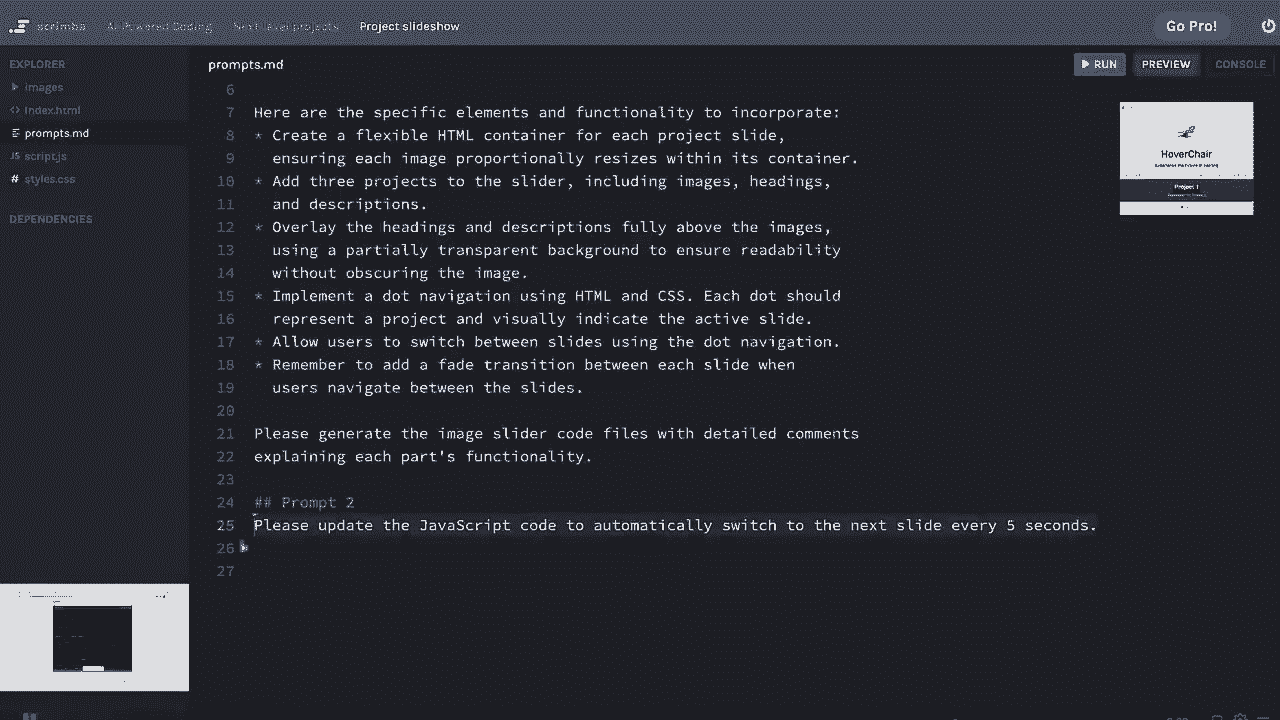 scrimba AI-Powered Coding Next-level projects Project slideshow Go Pro!
EXPLORER
images
index.html
prompts.md
script.js
styles.css
DEPENDENCIES
prompts.md
RUN PREVIEW CONSOLE
6
7 Here are the specific elements and functionality to incorporate:
8 * Create a flexible HTML container for each project slide,
9 ensuring each image proportionally resizes within its container.
10 * Add three projects to the slider, including images, headings,
11 and descriptions.
12 * Overlay the headings and descriptions fully above the images,
13 using a partially transparent background to ensure readability
14 without obscuring the image.
15 * Implement a dot navigation using HTML and CSS. Each dot should
16 represent a project and visually indicate the active slide.
17 * Allow users to switch between slides using the dot navigation.
18 * Remember to add a fade transition between each slide when
19 users navigate between the slides.
20
21 Please generate the image slider code files with detailed comments
22 explaining each part's functionality.
23
24 ## Prompt 2
25 Please update the JavaScript code to automatically switch to the next slide every 5 seconds.
26
27
HoverChair
Project 1